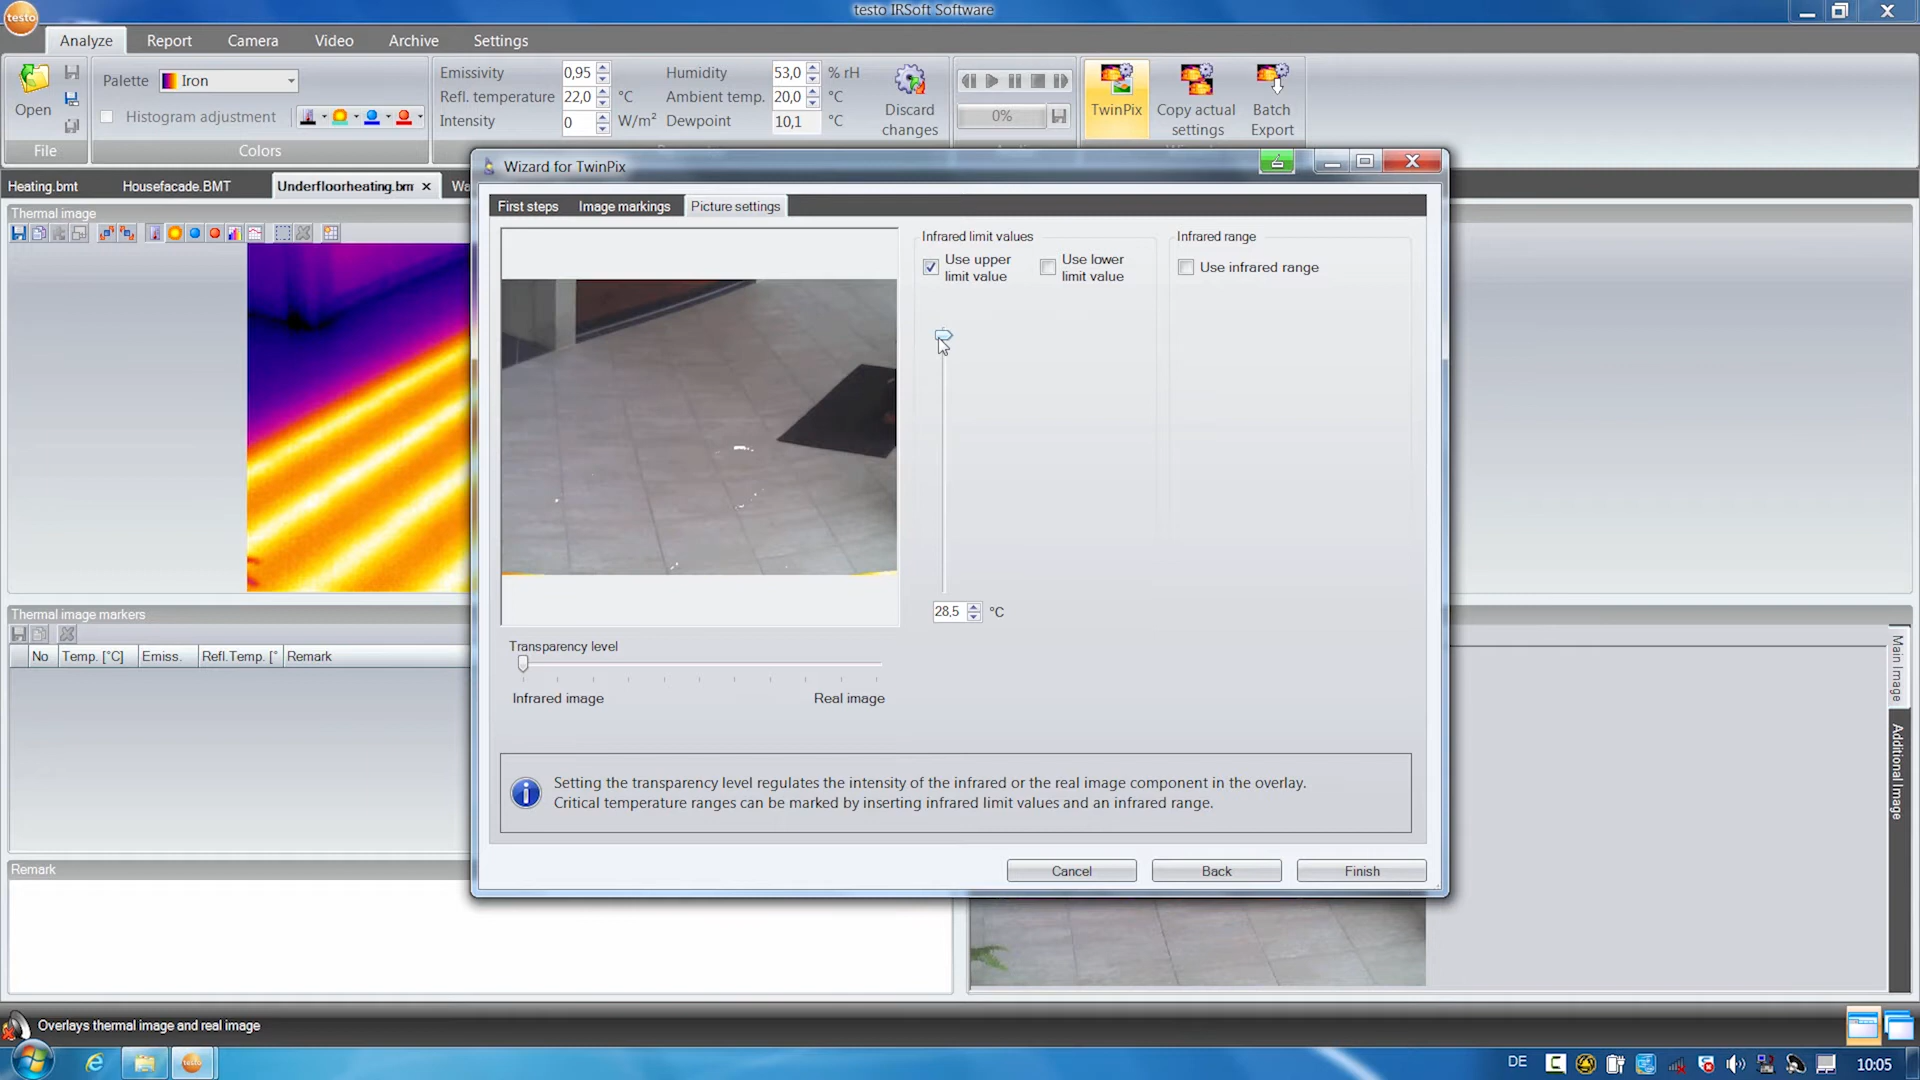 testo IRSoft Software
testo
Analyze
Report
Camera
Video
Archive
Settings
Open
File
Palette
Iron
Histogram adjustment
Colors
Emissivity 0,95
Refl. temperature 22,0 °C
Intensity 0 W/m²
Humidity 53,0 % rH
Ambient temp. 20,0 °C
Dewpoint 10,1 °C
Discard
changes
0%
TwinPix
Copy actual
settings
Batch
Export
Heating.bmt
Housefacade.BMT
Underfloorheating.bmt
Wa
Thermal image
Wizard for TwinPix
First steps
Image markings
Picture settings
Infrared limit values
Use upper
limit value
Use lower
limit value
Infrared range
Use infrared range
28,5 °C
Transparency level
Infrared image
Real image
Setting the transparency level regulates the intensity of the infrared or the real image component in the overlay.
Critical temperature ranges can be marked by inserting infrared limit values and an infrared range.
Cancel
Back
Finish
Thermal image markers
No
Temp. [°C]
Emiss.
Refl.Temp. [°
Remark
Remark
Main Image
Additional Image
Overlays thermal image and real image
testo
DE
10:05